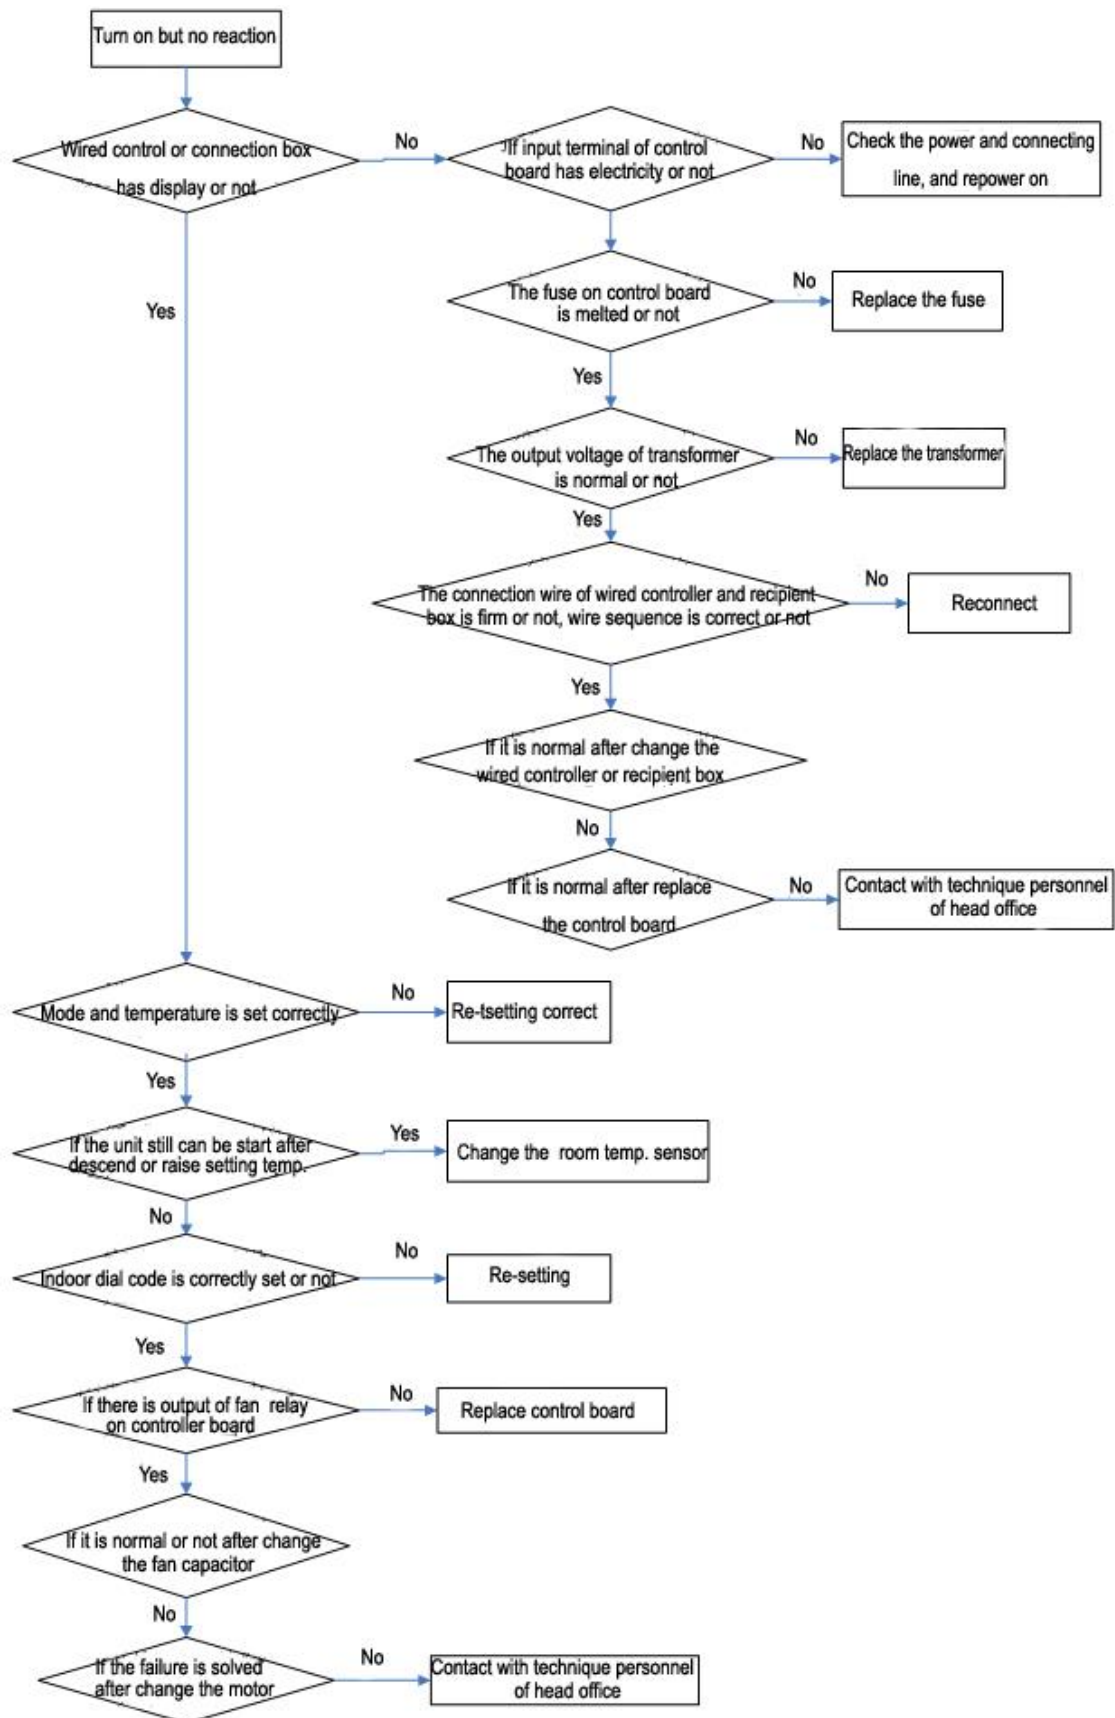 Turn on but no reaction
Wired control or connection box
has display or not
No
If input terminal of control
board has electricity or not
No
Check the power and connecting
line, and repower on
Yes
The fuse on control board
is melted or not
No
Replace the fuse
Yes
The output voltage of transformer
is normal or not
No
Replace the transformer
Yes
The connection wire of wired controller and recipient
box is firm or not, wire sequence is correct or not
No
Reconnect
Yes
If it is normal after change the
wired controller or recipient box
No
If it is normal after replace
the control board
No
Contact with technique personnel
of head office
Mode and temperature is set correctly
No
Re-tsetting correct
Yes
If the unit still can be start after
descend or raise setting temp.
Yes
Change the room temp. sensor
No
Indoor dial code is correctly set or not
No
Re-setting
Yes
If there is output of fan relay
on controller board
No
Replace control board
Yes
If it is normal or not after change
the fan capacitor
No
If the failure is solved
after change the motor
No
Contact with technique personnel
of head office